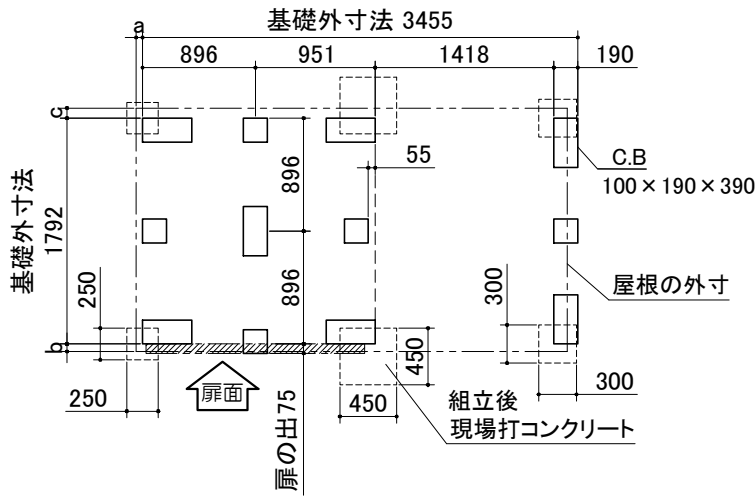 基礎外寸法 3455
a
896
951
1418
190
c
基礎外寸法
1792
896
55
C.B
100×190×390
屋根の外寸
250
896
300
b
250
扉面
扉の出75
450
450
組立後
現場打コンクリート
300